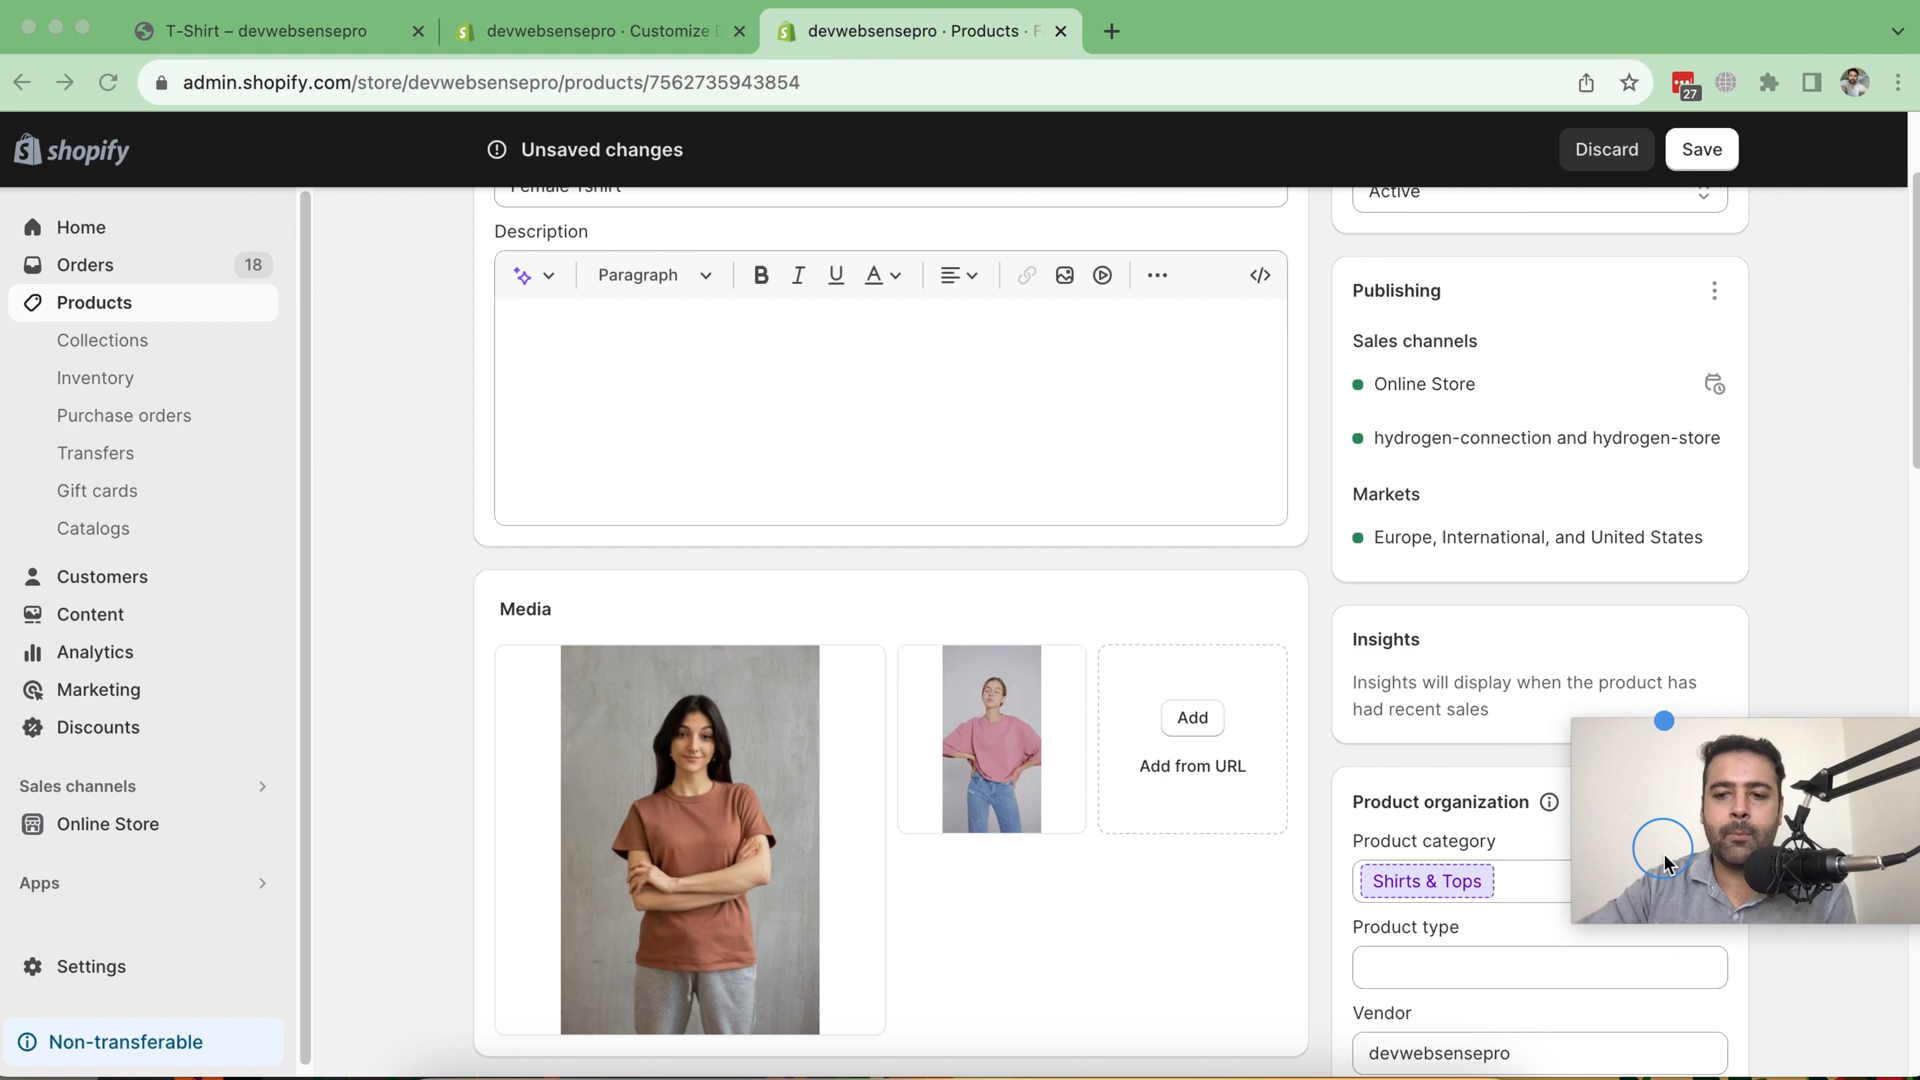 T-Shirt – devwebsensepro
devwebsensepro · Customize
devwebsensepro · Products ·
admin.shopify.com/store/devwebsensepro/products/7562735943854
27
shopify
Unsaved changes
Discard
Save
Home
Orders
18
Products
Collections
Inventory
Purchase orders
Transfers
Gift cards
Catalogs
Customers
Content
Analytics
Marketing
Discounts
Sales channels
Online Store
Apps
Settings
Non-transferable
Female Tshirt
Description
Paragraph
B I U A
Media
Add
Add from URL
Active
Publishing
Sales channels
Online Store
hydrogen-connection and hydrogen-store
Markets
Europe, International, and United States
Insights
Insights will display when the product has
had recent sales
Product organization
Product category
Shirts & Tops
Product type
Vendor
devwebsensepro